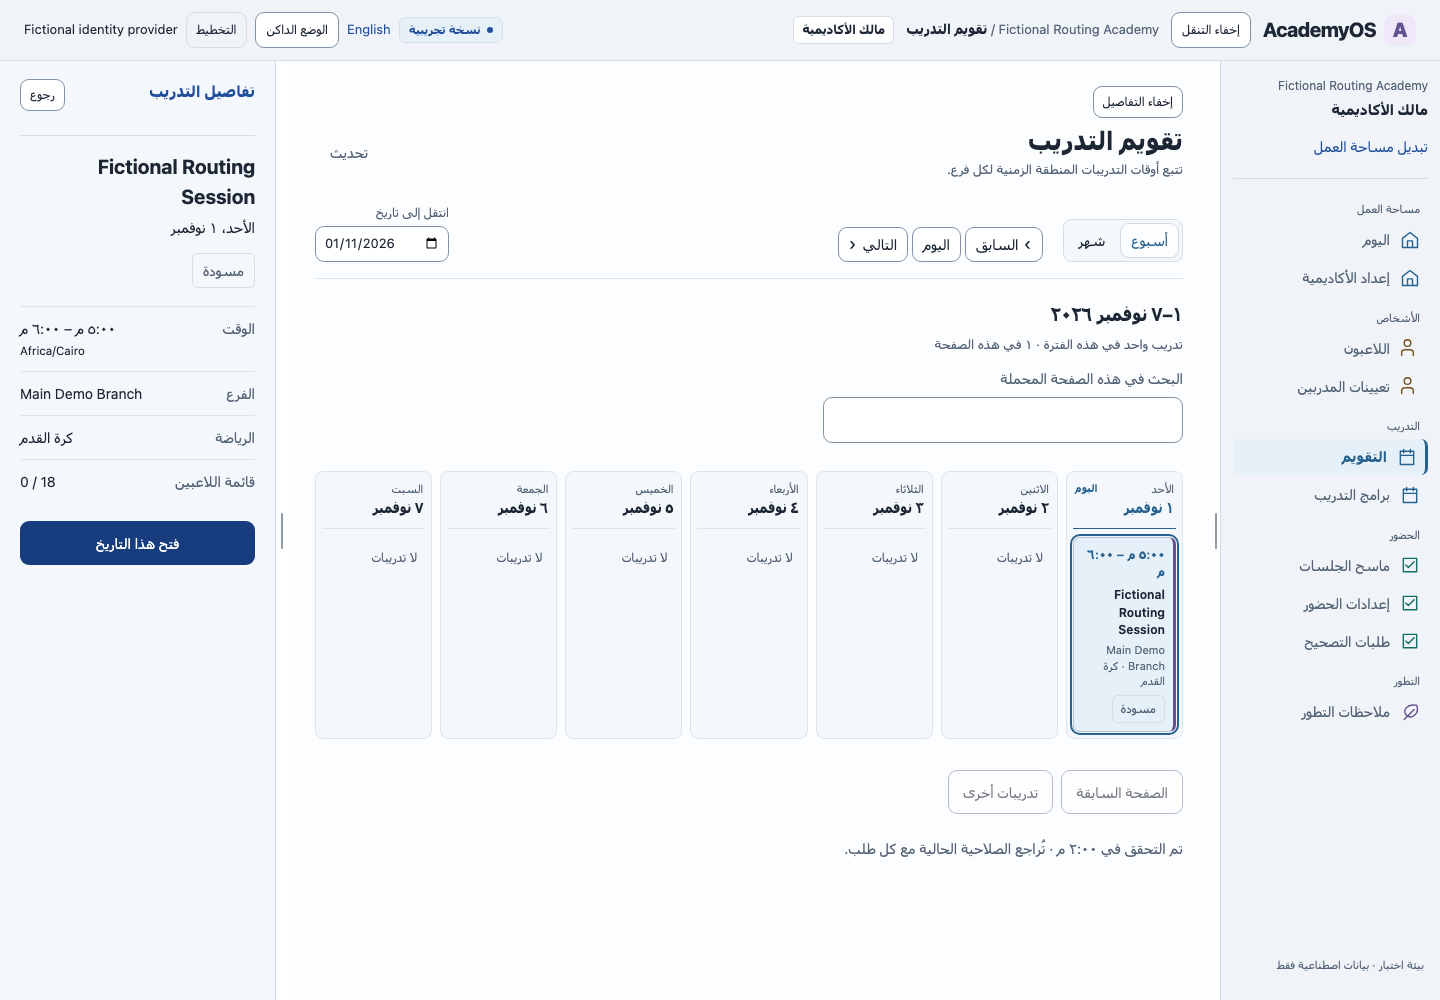 A AcademyOS
إخفاء التنقل
Fictional Routing Academy / تقويم التدريب
مالك الأكاديمية
نسخة تجريبية
English
الوضع الداكن
التخطيط
Fictional identity provider
Fictional Routing Academy
مالك الأكاديمية
تبديل مساحة العمل
مساحة العمل
اليوم
إعداد الأكاديمية
الأشخاص
اللاعبون
تعيينات المدربين
التدريب
التقويم
برامج التدريب
الحضور
ماسح الجلسات
إعدادات الحضور
طلبات التصحيح
التطور
ملاحظات التطور
بيئة اختبار · بيانات اصطناعية فقط
إخفاء التفاصيل
تقويم التدريب
تتبع أوقات التدريبات المنطقة الزمنية لكل فرع.
تحديث
أسبوع
شهر
السابق
اليوم
التالي
انتقل إلى تاريخ
01/11/2026
١–٧ نوفمبر ٢٠٢٦
تدريب واحد في هذه الفترة · ١ في هذه الصفحة
البحث في هذه الصفحة المحملة
الأحد
اليوم
١ نوفمبر
٥:٠٠ م – ٦:٠٠
م
Fictional
Routing
Session
Main Demo
Branch · كرة
القدم
مسودة
الاثنين
٢ نوفمبر
لا تدريبات
الثلاثاء
٣ نوفمبر
لا تدريبات
الأربعاء
٤ نوفمبر
لا تدريبات
الخميس
٥ نوفمبر
لا تدريبات
الجمعة
٦ نوفمبر
لا تدريبات
السبت
٧ نوفمبر
لا تدريبات
الصفحة السابقة
تدريبات أخرى
تم التحقق في ٢:٠٠ م · تُراجع الصلاحية الحالية مع كل طلب.
تفاصيل التدريب
رجوع
Fictional Routing
Session
الأحد، ١ نوفمبر
مسودة
الوقت
٥:٠٠ م – ٦:٠٠ م
Africa/Cairo
الفرع
Main Demo Branch
الرياضة
كرة القدم
قائمة اللاعبين
0 / 18
فتح هذا التاريخ